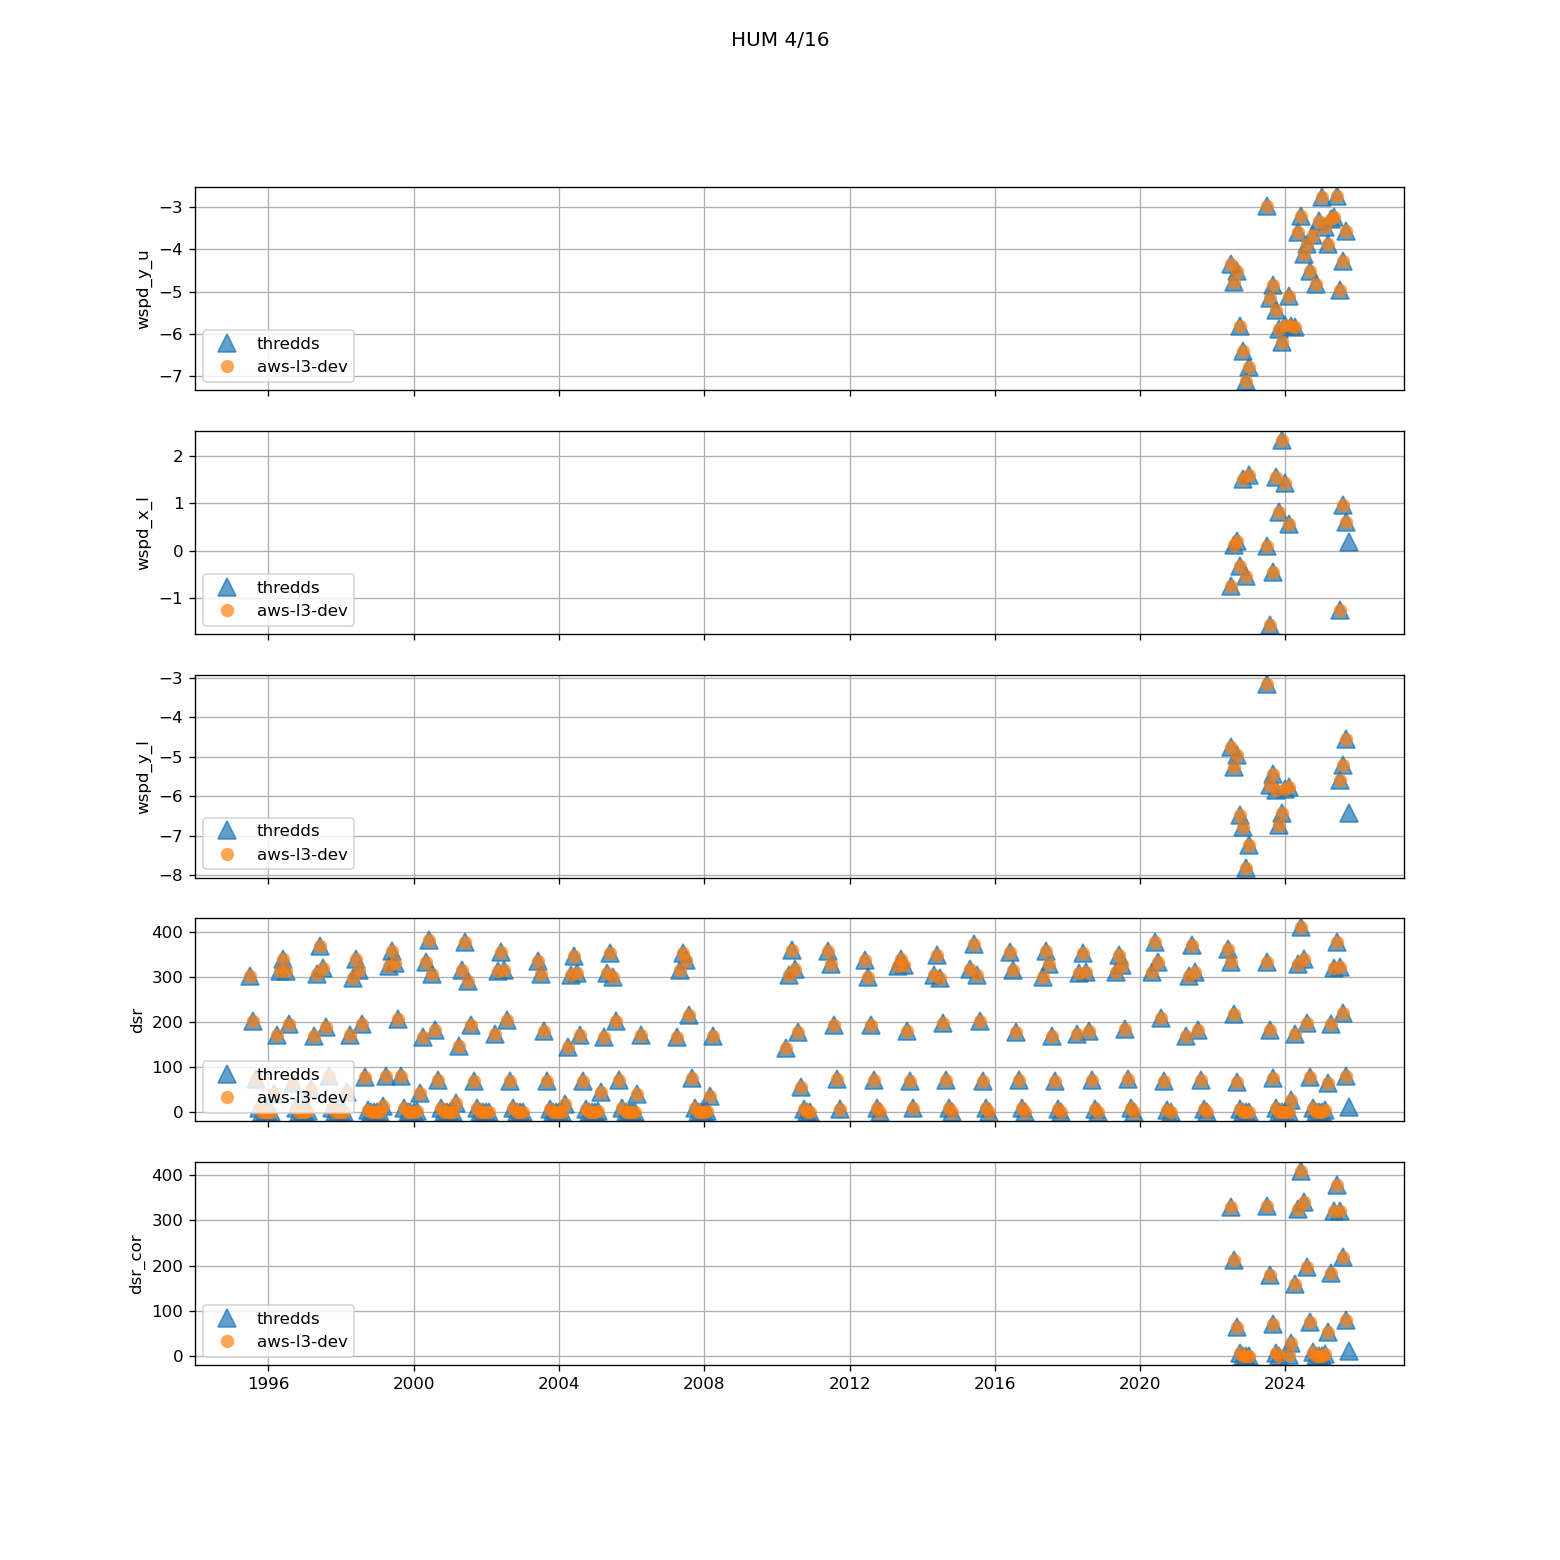 HUM 4/16
wspd_y_u
−3
−4
−5
−6
−7
thredds
aws-l3-dev
wspd_x_l
2
1
0
−1
thredds
aws-l3-dev
wspd_y_l
−3
−4
−5
−6
−7
−8
thredds
aws-l3-dev
dsr
400
300
200
100
0
thredds
aws-l3-dev
dsr_cor
400
300
200
100
0
thredds
aws-l3-dev
1996 2000 2004 2008 2012 2016 2020 2024